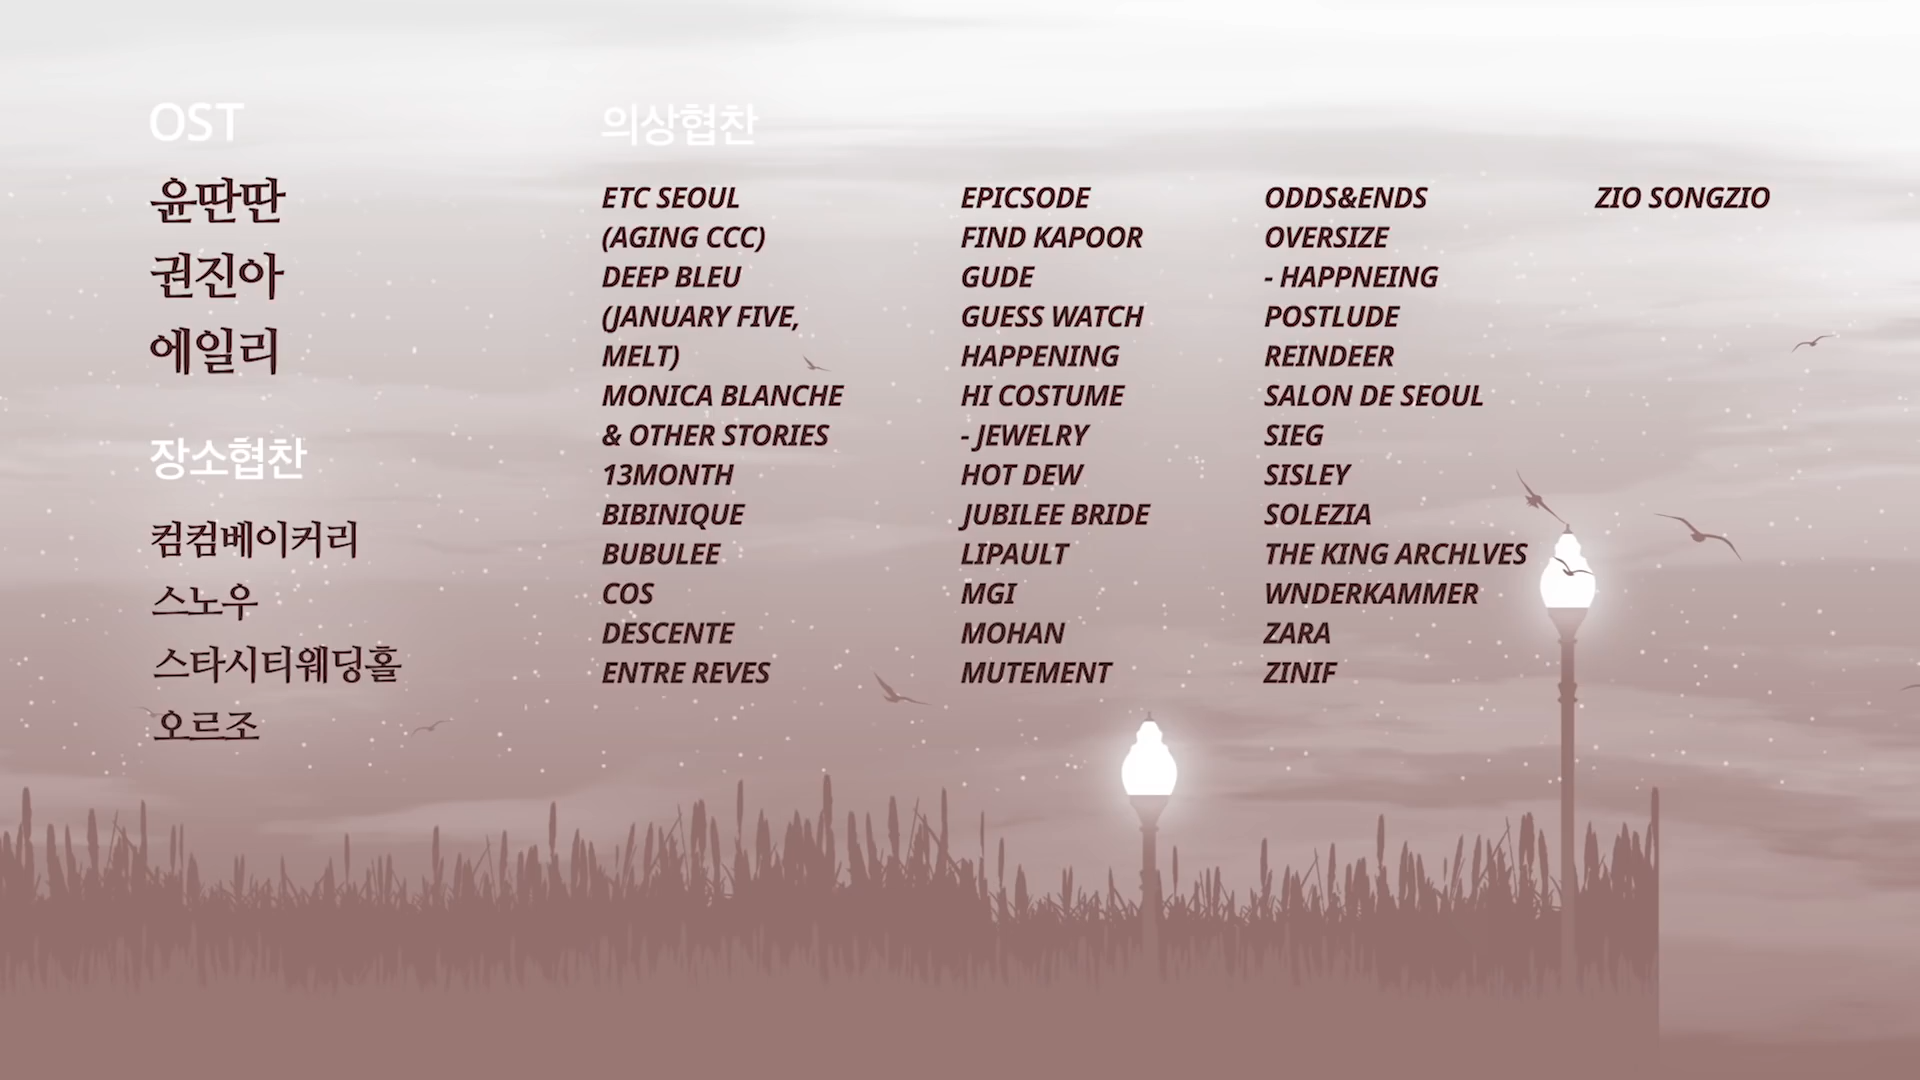 OST
윤딴딴
권진아
에일리
장소협찬
컴컴베이커리
스노우
스타시티웨딩홀
오르조
의상협찬
ETC SEOUL
(AGING CCC)
DEEP BLEU
(JANUARY FIVE,
MELT)
MONICA BLANCHE
& OTHER STORIES
13MONTH
BIBINIQUE
BUBULEE
COS
DESCENTE
ENTRE REVES
EPICSODE
FIND KAPOOR
GUDE
GUESS WATCH
HAPPENING
HI COSTUME
- JEWELRY
HOT DEW
JUBILEE BRIDE
LIPAULT
MGI
MOHAN
MUTEMENT
ODDS&ENDS
OVERSIZE
- HAPPNEING
POSTLUDE
REINDEER
SALON DE SEOUL
SIEG
SISLEY
SOLEZIA
THE KING ARCHLVES
WNDERKAMMER
ZARA
ZINIF
ZIO SONGZIO